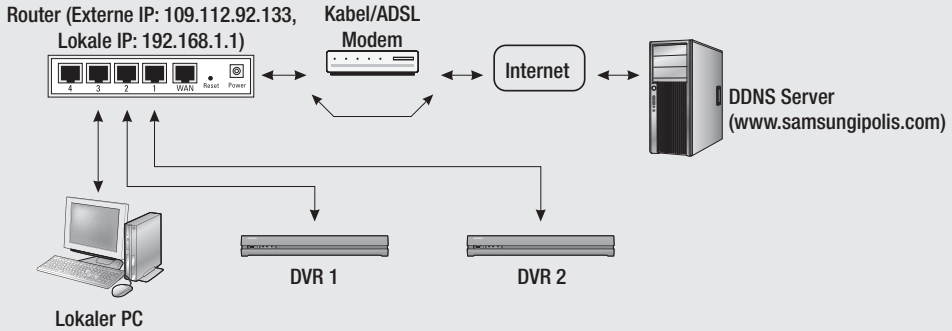 Router (Externe IP: 109.112.92.133,
Lokale IP: 192.168.1.1)
Kabel/ADSL
Modem
4 3 2 1 WAN Reset Power
Internet
DDNS Server
(www.samsungipolis.com)
DVR 1
DVR 2
Lokaler PC